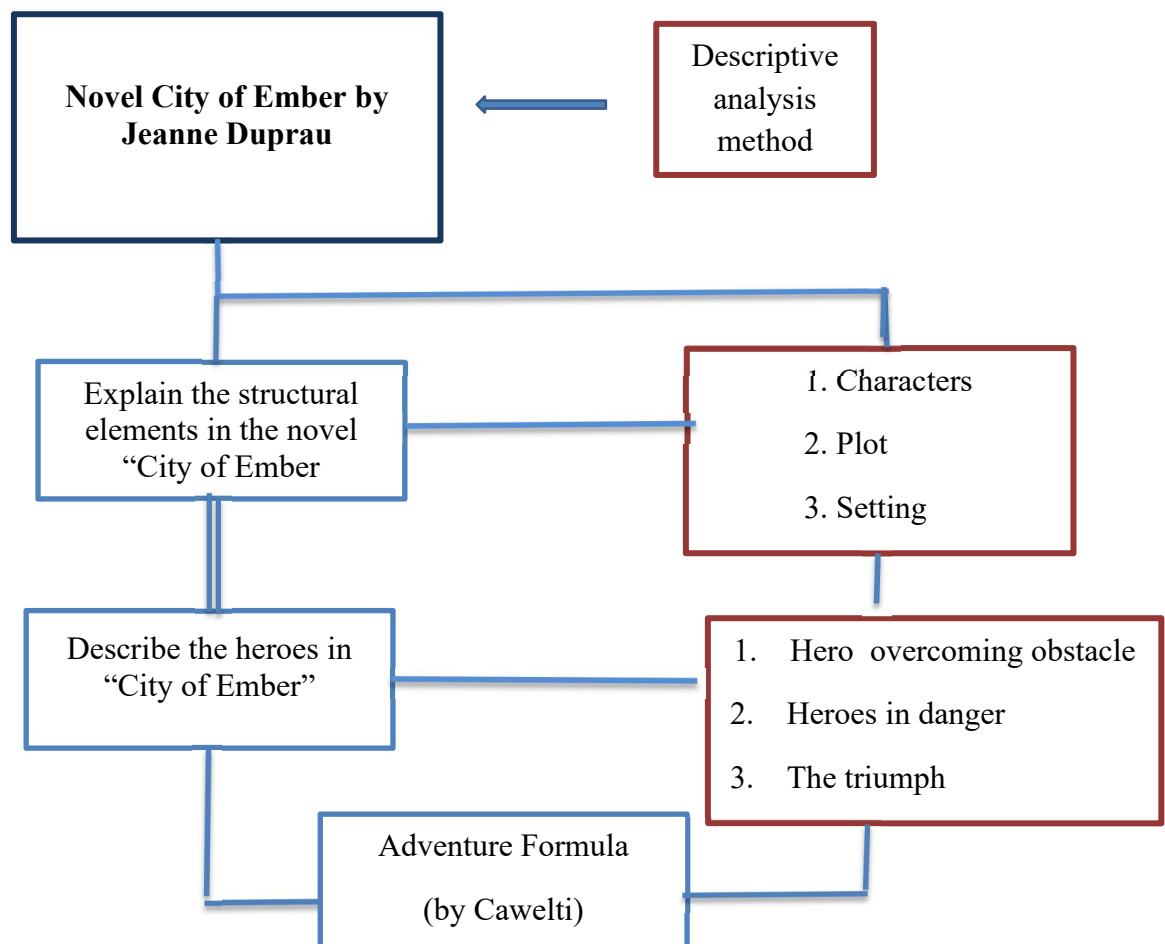 Novel City of Ember by
Jeanne Duprau
Descriptive
analysis
method
Explain the structural
elements in the novel
“City of Ember
1. Characters
2. Plot
3. Setting
Describe the heroes in
“City of Ember”
1. Hero overcoming obstacle
2. Heroes in danger
3. The triumph
Adventure Formula
(by Cawelti)